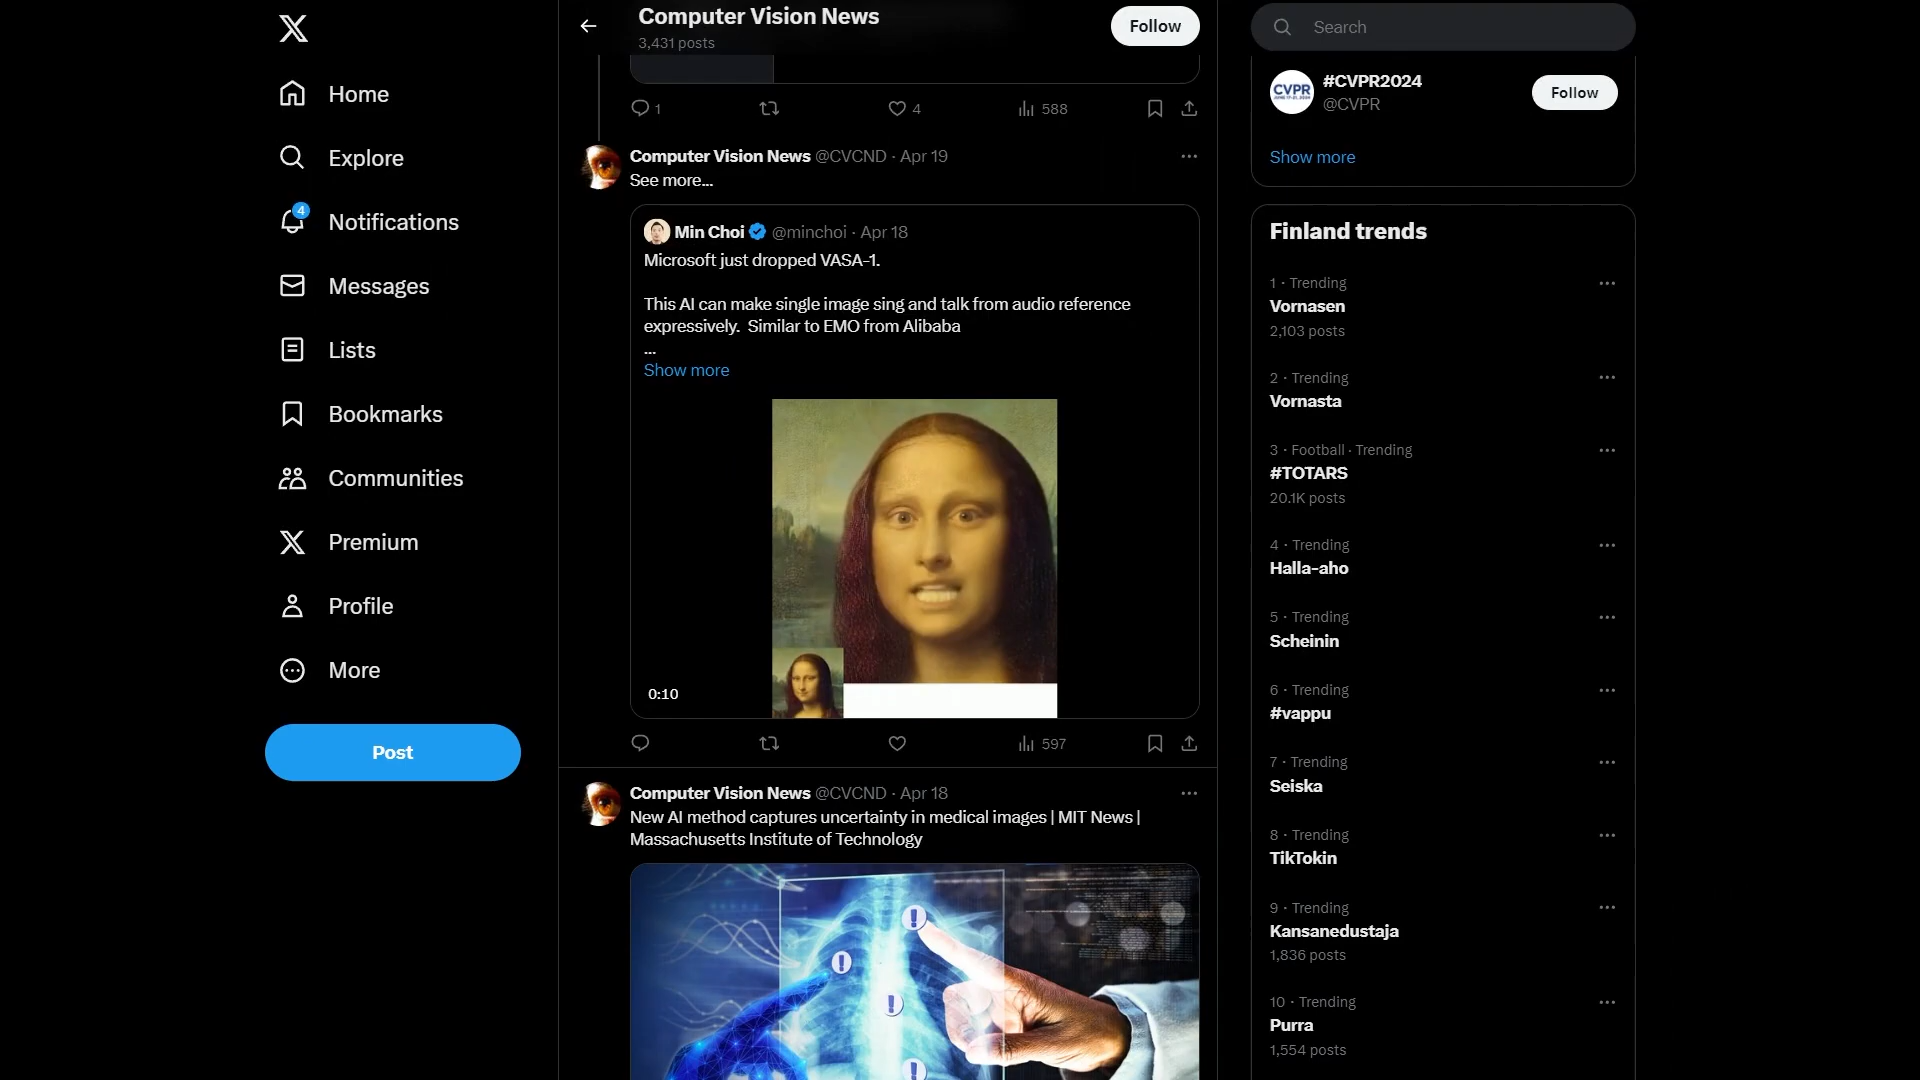 Home
Explore
4
Notifications
Messages
Lists
Bookmarks
Communities
Premium
Profile
More
Post
Computer Vision News
3,431 posts
Follow
1
4
588
Computer Vision News @CVCND · Apr 19
See more...
Min Choi @minchoi · Apr 18
Microsoft just dropped VASA-1.
This AI can make single image sing and talk from audio reference
expressively. Similar to EMO from Alibaba
...
Show more
0:10
597
Computer Vision News @CVCND · Apr 18
New AI method captures uncertainty in medical images | MIT News |
Massachusetts Institute of Technology
Search
CVPR
#CVPR2024
@CVPR
Follow
Show more
Finland trends
1 · Trending
Vornasen
2,103 posts
2 · Trending
Vornasta
3 · Football · Trending
#TOTARS
20.1K posts
4 · Trending
Halla-aho
5 · Trending
Scheinin
6 · Trending
#vappu
7 · Trending
Seiska
8 · Trending
TikTokin
9 · Trending
Kansanedustaja
1,836 posts
10 · Trending
Purra
1,554 posts